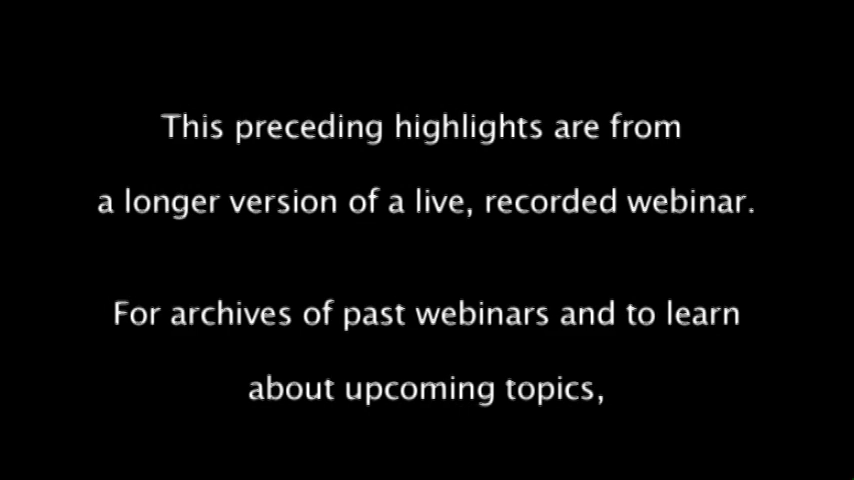 This preceding highlights are from
a longer version of a live, recorded webinar.
For archives of past webinars and to learn
about upcoming topics,